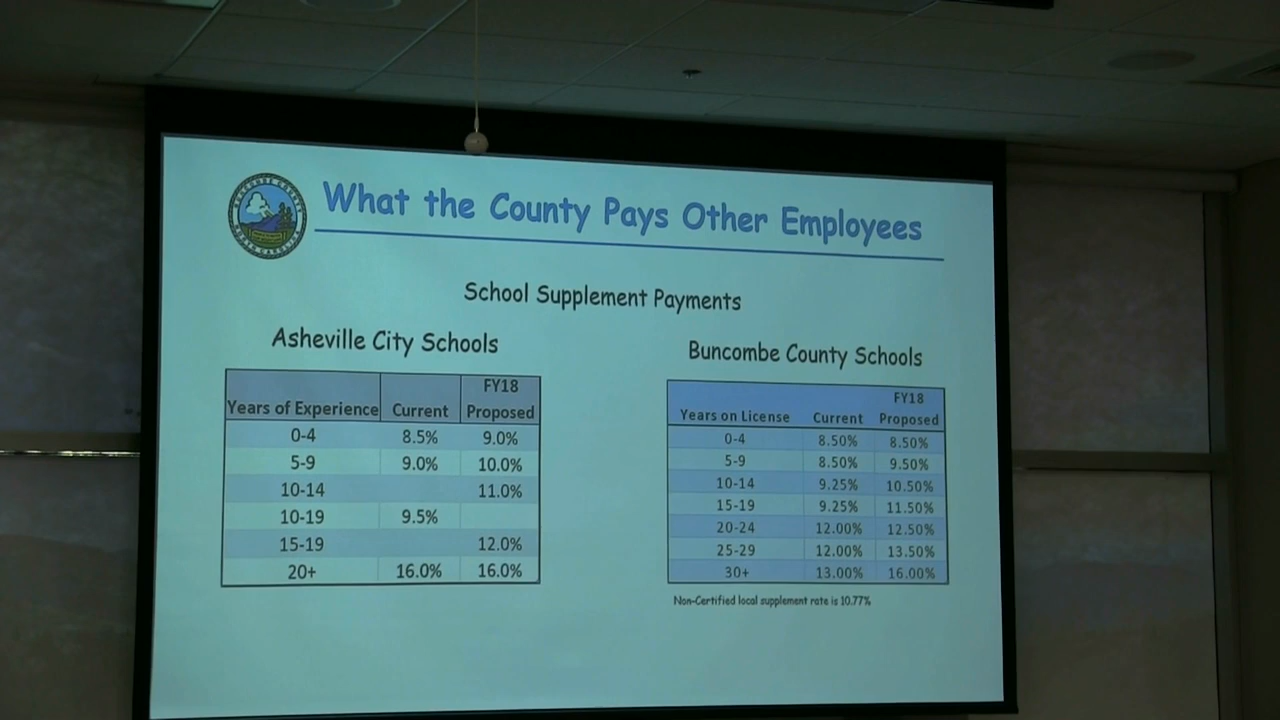 What the County Pays Other Employees
School Supplement Payments
Asheville City Schools
Years of Experience Current FY18 Proposed
0-4 8.5% 9.0%
5-9 9.0% 10.0%
10-14 11.0%
10-19 9.5%
15-19 12.0%
20+ 16.0% 16.0%
Buncombe County Schools
Years on License Current FY18 Proposed
0-4 8.50% 8.50%
5-9 8.50% 9.50%
10-14 9.25% 10.50%
15-19 9.25% 11.50%
20-24 12.00% 12.50%
25-29 12.00% 13.50%
30+ 13.00% 16.00%
Non-Certified local supplement rate is 10.77%